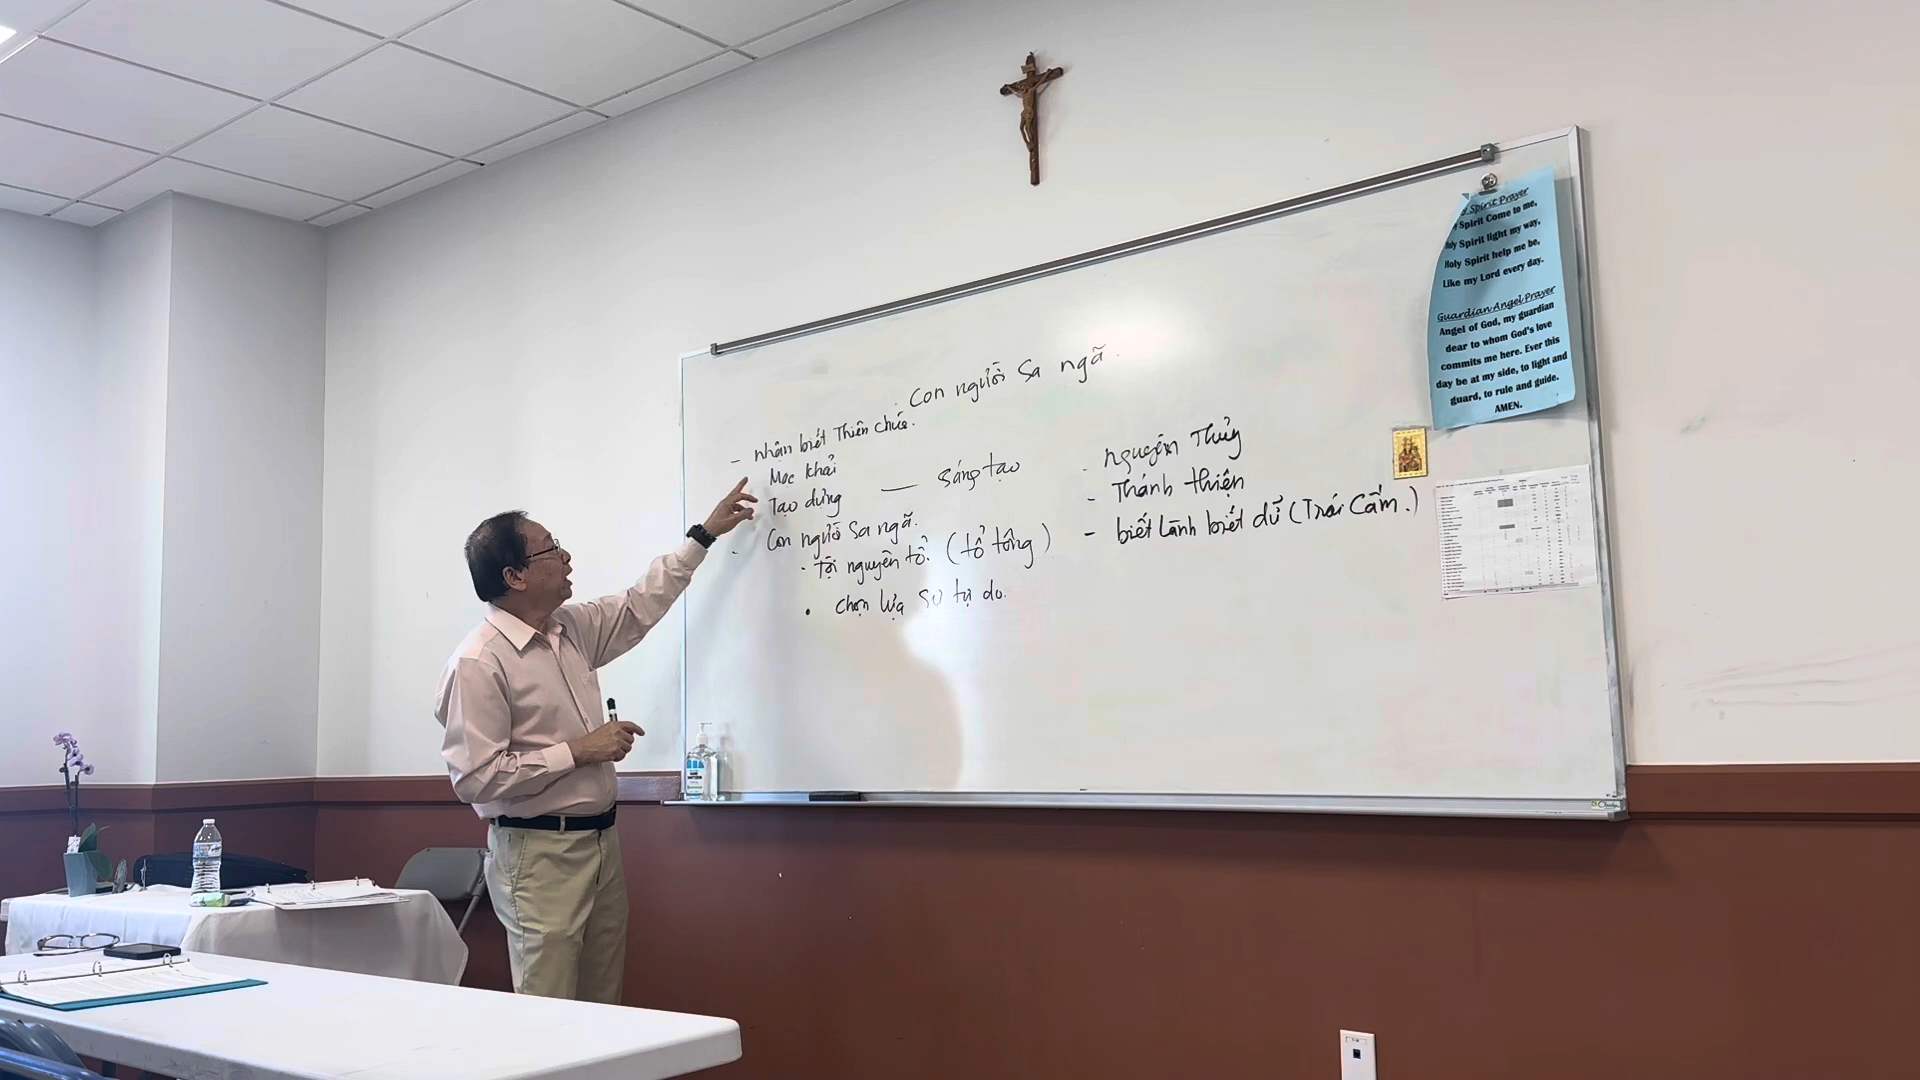 Con người Sa ngã.
- nhận biết Thiên chúa.
Mạc khải
Tạo dựng — Sáng tạo
- Con người Sa ngã.
· Tội nguyên tổ. (tổ tông)
• chọn lựa Sự tự do.
- Nguyên Thủy
- Thánh thiện
- biết Lành biết dữ (Trái Cấm.)
Spirit Prayer
Spirit Come to me,
Holy Spirit light my way,
Holy Spirit help me be,
Like my Lord every day.
Guardian Angel Prayer
Angel of God, my guardian
dear to whom God's love
commits me here. Ever this
day be at my side, to light and
guard, to rule and guide.
AMEN.